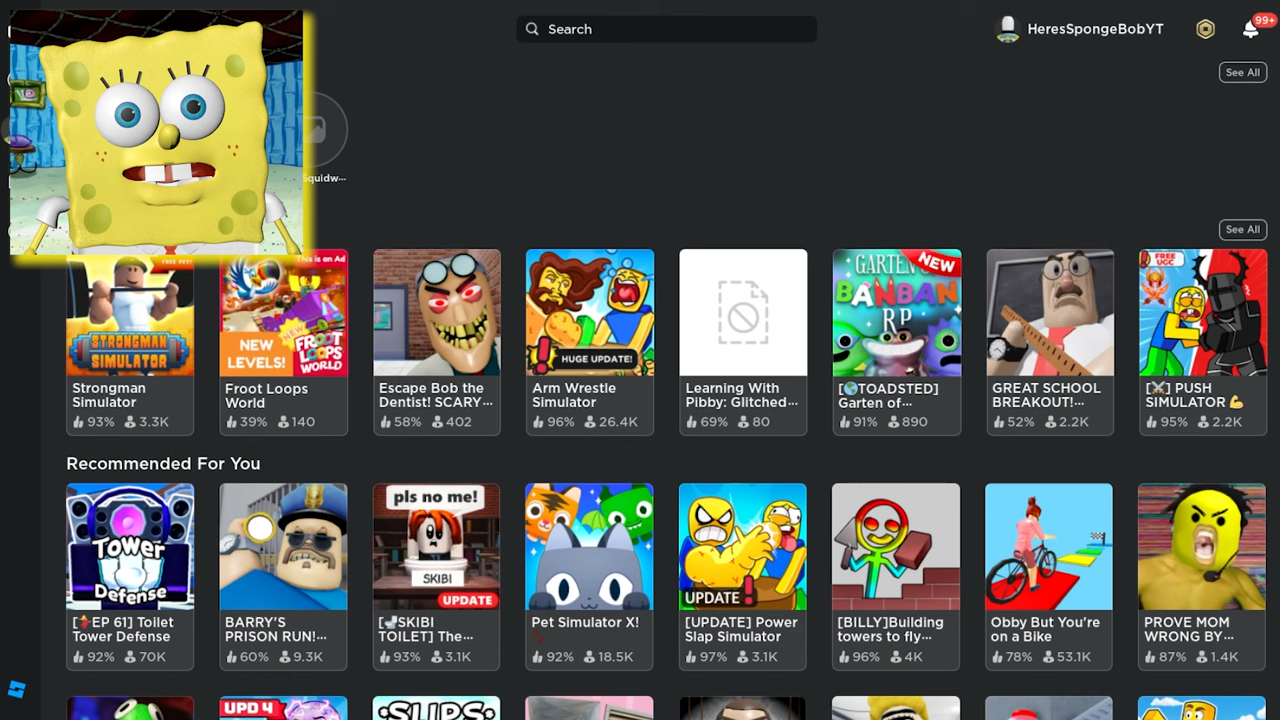 Search
HeresSpongeBobYT
99+
See All
Squidw...
See All
FREE PET!
STRONGMAN
SIMULATOR
Strongman
Simulator
93% 3.3K
This is an Ad
NEW
LEVELS!
NEW
FROOT
LOOPS
WORLD
Froot Loops
World
39% 140
Escape Bob the
Dentist! SCARY...
58% 402
HUGE UPDATE!
Arm Wrestle
Simulator
96% 26.4K
Learning With
Pibby: Glitched...
69% 80
NEW
GARTEN
BANBAN
RP
[🌍TOADSTED]
Garten of...
91% 890
GREAT SCHOOL
BREAKOUT!...
52% 2.2K
FREE
UGC
[⚔️] PUSH
SIMULATOR 💪
95% 2.2K
Recommended For You
Tower
Defense
[EP 61] Toilet
Tower Defense
92% 70K
BARRY'S
PRISON RUN!...
60% 9.3K
pls no me!
SKIBI
UPDATE
[🚽SKIBI
TOILET] The...
93% 3.1K
Pet Simulator X!
92% 18.5K
UPDATE
[UPDATE] Power
Slap Simulator
97% 3.1K
[BILLY]Building
towers to fly...
96% 4K
Obby But You're
on a Bike
78% 53.1K
PROVE MOM
WRONG BY...
87% 1.4K
UPD 4
SLIPS